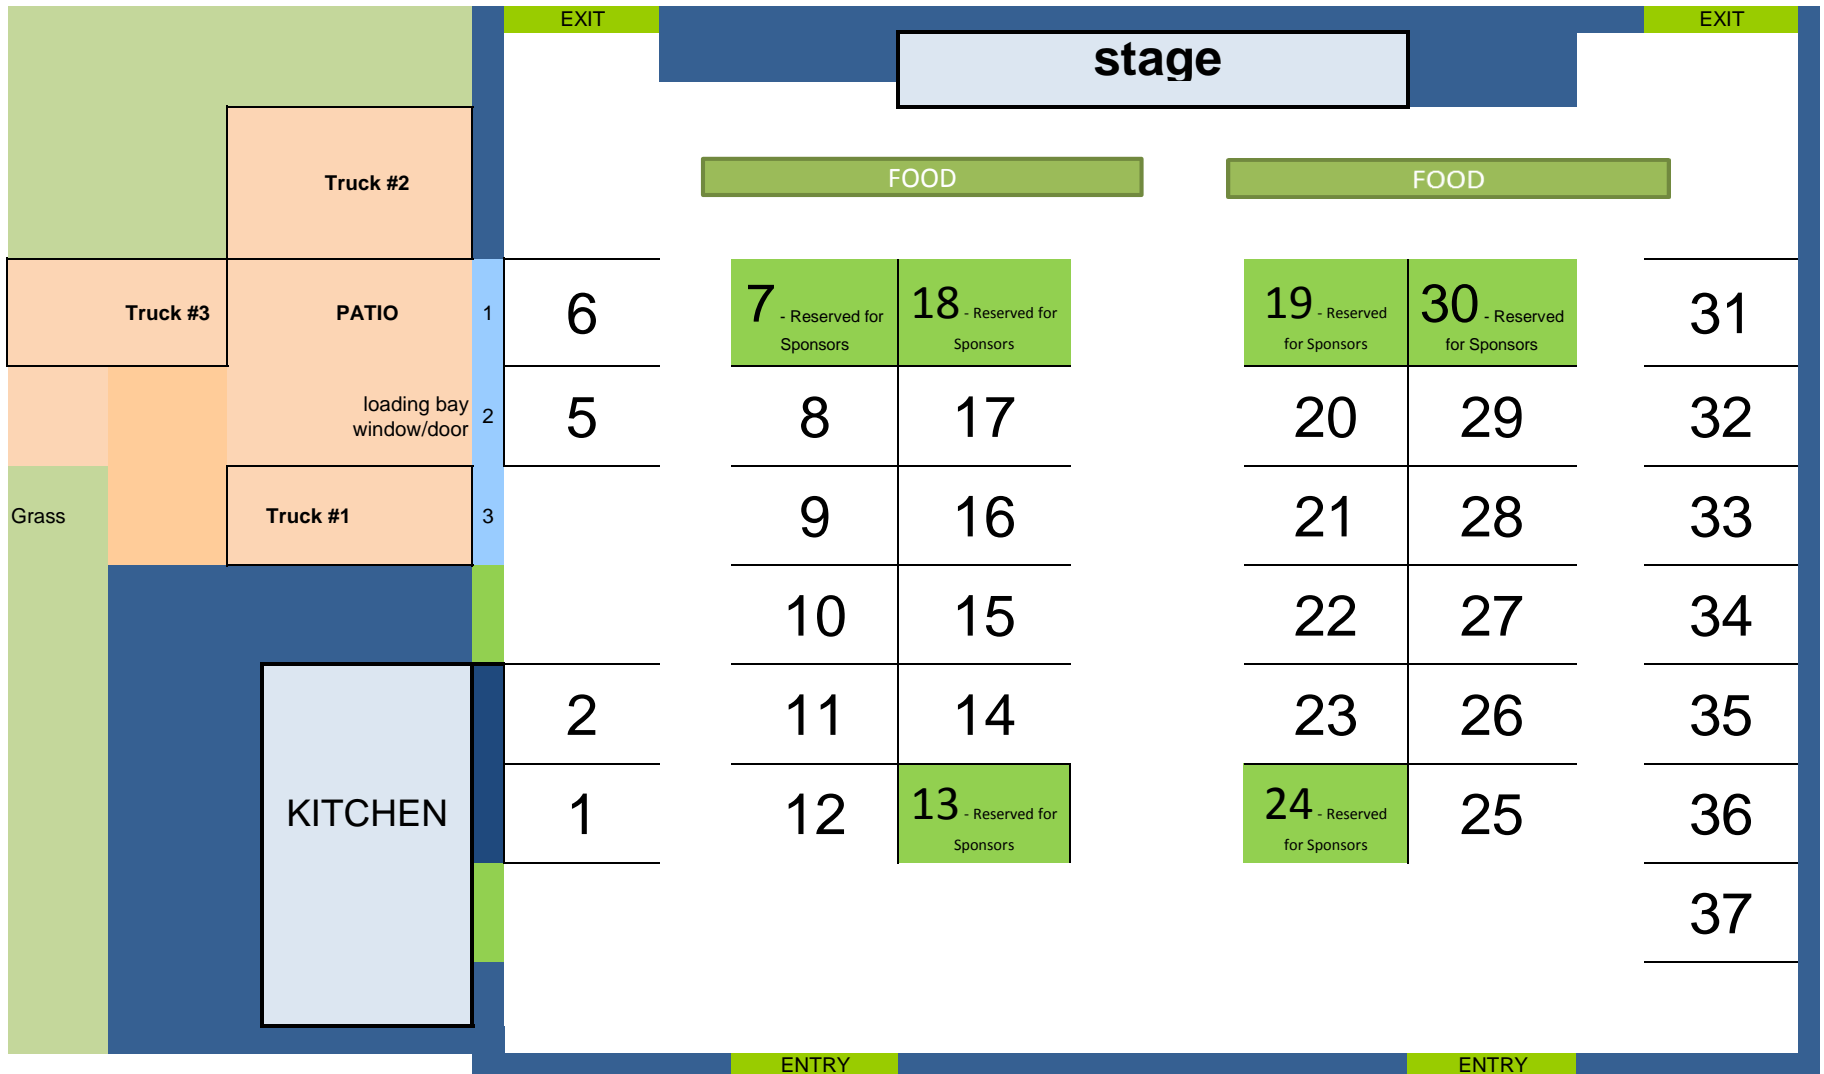 EXIT
EXIT
stage
Truck #2
FOOD
FOOD
Truck #3
PATIO
1
6
7 - Reserved for
Sponsors
18 - Reserved for
Sponsors
19 - Reserved
for Sponsors
30 - Reserved
for Sponsors
31
loading bay
window/door
2
5
8
17
20
29
32
Grass
Truck #1
3
9
16
21
28
33
10
15
22
27
34
2
11
14
23
26
35
KITCHEN
1
12
13 - Reserved for
Sponsors
24 - Reserved
for Sponsors
25
36
37
ENTRY
ENTRY